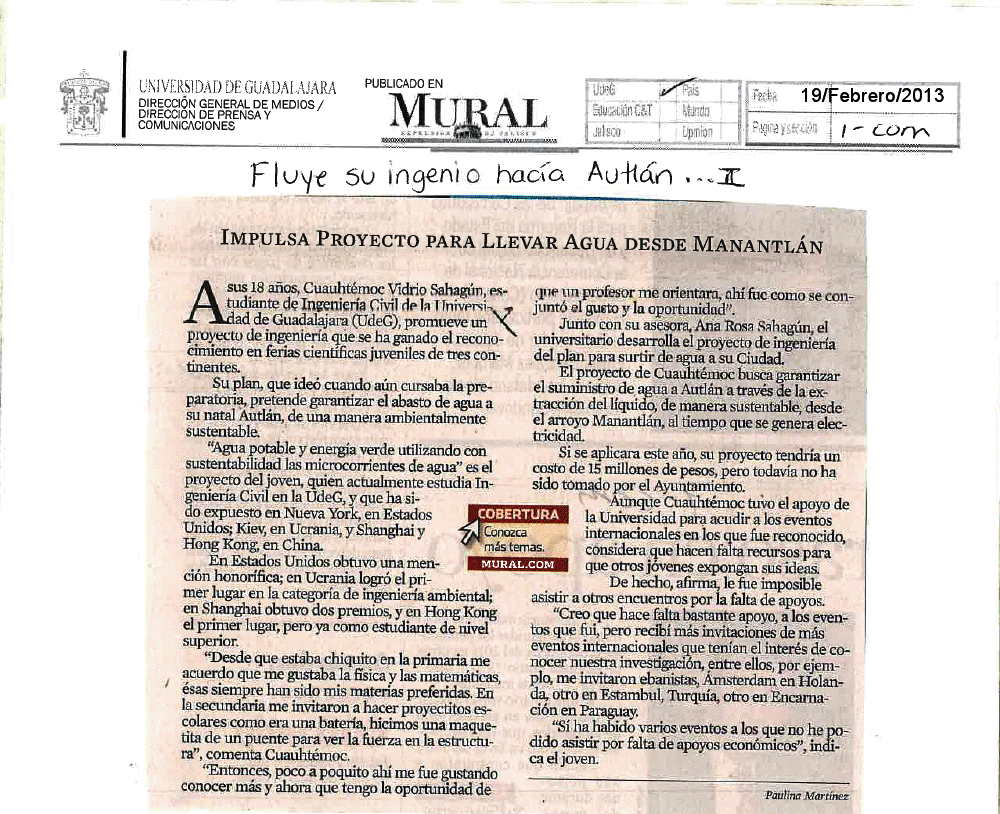 UNIVERSIDAD DE GUADALAJARA
DIRECCIÓN GENERAL DE MEDIOS /
DIRECCIÓN DE PRENSA Y
COMUNICACIONES
PUBLICADO EN
MURAL
EXPRESIÓN DE JALISCO
UdeG País
Educación C&T Mundo
Jalisco Opinion
Fecha 19/Febrero/2013
Pagina y sección 1-com
Fluye su ingenio hacía Autlán...II
IMPULSA PROYECTO PARA LLEVAR AGUA DESDE MANANTLÁN
A sus 18 años, Cuauhtémoc Vidrio Sahagún, es-
tudiante de Ingeniería Civil de la Universi-
dad de Guadalajara (UdeG), promueve un
proyecto de ingeniería que se ha ganado el recono-
cimiento en ferias científicas juveniles de tres con-
tinentes.
Su plan, que ideó cuando aún cursaba la pre-
paratoria, pretende garantizar el abasto de agua a
su natal Autlán, de una manera ambientalmente
sustentable.
"Agua potable y energía verde utilizando con
sustentabilidad las microcorrientes de agua" es el
proyecto del joven, quien actualmente estudia In-
geniería Civil en la UdeG, y que ha si-
do expuesto en Nueva York, en Estados
Unidos; Kiev, en Ucrania, y Shanghai y
Hong Kong, en China.
En Estados Unidos obtuvo una men-
ción honorífica; en Ucrania logró el pri-
mer lugar en la categoría de ingeniería ambiental;
en Shanghai obtuvo dos premios, y en Hong Kong
el primer lugar, pero ya como estudiante de nivel
superior.
"Desde que estaba chiquito en la primaria me
acuerdo que me gustaba la física y las matemáticas,
ésas siempre han sido mis materias preferidas. En
la secundaria me invitaron a hacer proyectitos es-
colares como era una batería, hicimos una maque-
tita de un puente para ver la fuerza en la estructu-
ra", comenta Cuauhtémoc.
"Entonces, poco a poquito ahí me fue gustando
conocer más y ahora que tengo la oportunidad de
que un profesor me orientara, ahí fue como se con-
juntó el gusto y la oportunidad".
Junto con su asesora, Ana Rosa Sahagún, el
universitario desarrolla el proyecto de ingeniería
del plan para surtir de agua a su Ciudad.
El proyecto de Cuauhtémoc busca garantizar
el suministro de agua a Autlán a través de la ex-
tracción del líquido, de manera sustentable, desde
el arroyo Manantlán, al tiempo que se genera elec-
tricidad.
Si se aplicara este año, su proyecto tendría un
costo de 15 millones de pesos, pero todavía no ha
sido tomado por el Ayuntamiento.
Aunque Cuauhtémoc tuvo el apoyo de
la Universidad para acudir a los eventos
internacionales en los que fue reconocido,
considera que hacen falta recursos para
que otros jóvenes expongan sus ideas.
De hecho, afirma, le fue imposible
asistir a otros encuentros por la falta de apoyos.
"Creo que hace falta bastante apoyo, a los even-
tos que fui, pero recibí más invitaciones de más
eventos internacionales que tenían el interés de co-
nocer nuestra investigación, entre ellos, por ejem-
plo, me invitaron ebanistas, Ámsterdam en Holan-
da, otro en Estambul, Turquía, otro en Encarna-
ción en Paraguay.
"Sí ha habido varios eventos a los que no he po-
dido asistir por falta de apoyos económicos", indi-
ca el joven.
COBERTURA
Conozca
más temas.
MURAL.COM
Paulina Martínez